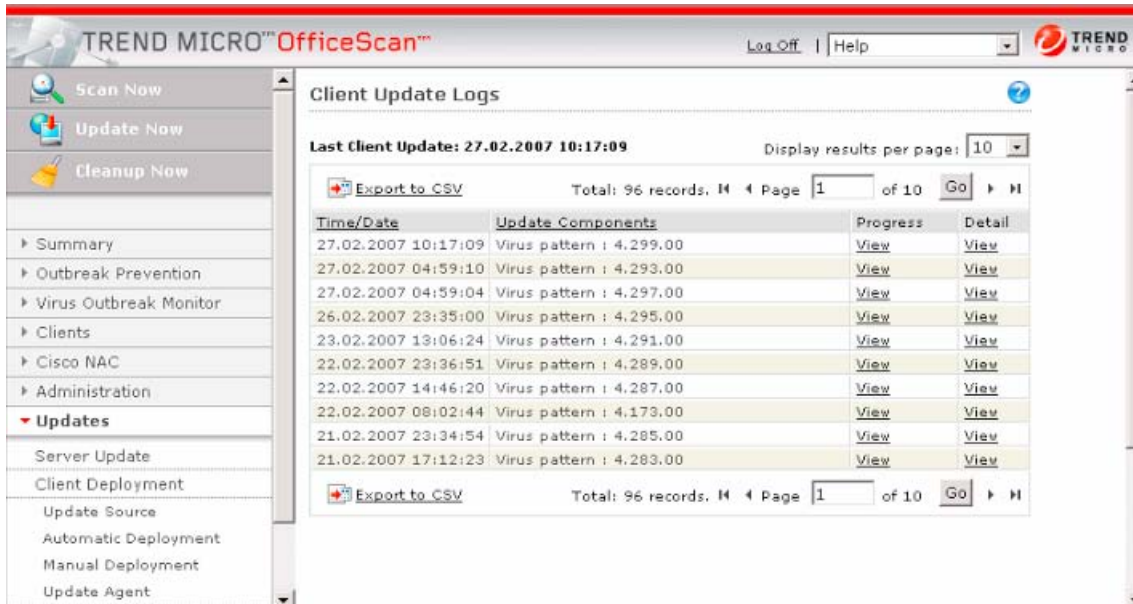 TREND MICRO™ OfficeScan™
Log Off | Help
TREND MICRO
Scan Now
Update Now
Cleanup Now
Summary
Outbreak Prevention
Virus Outbreak Monitor
Clients
Cisco NAC
Administration
Updates
Server Update
Client Deployment
Update Source
Automatic Deployment
Manual Deployment
Update Agent
Client Update Logs
Last Client Update: 27.02.2007 10:17:09 Display results per page: 10
Export to CSV Total: 96 records. Page 1 of 10 Go
Time/Date Update Components Progress Detail
27.02.2007 10:17:09 Virus pattern : 4.299.00 View View
27.02.2007 04:59:10 Virus pattern : 4.293.00 View View
27.02.2007 04:59:04 Virus pattern : 4.297.00 View View
26.02.2007 23:35:00 Virus pattern : 4.295.00 View View
23.02.2007 13:06:24 Virus pattern : 4.291.00 View View
22.02.2007 23:36:51 Virus pattern : 4.289.00 View View
22.02.2007 14:46:20 Virus pattern : 4.287.00 View View
22.02.2007 08:02:44 Virus pattern : 4.173.00 View View
21.02.2007 23:34:54 Virus pattern : 4.285.00 View View
21.02.2007 17:12:23 Virus pattern : 4.283.00 View View
Export to CSV Total: 96 records. Page 1 of 10 Go